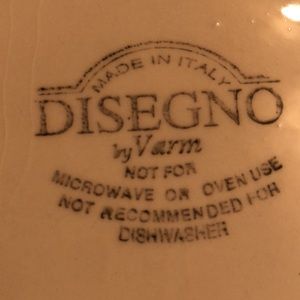 MADE IN ITALY
DISEGNO
by Varm
NOT FOR
MICROWAVE OR OVEN USE
NOT RECOMMENDED FOR
DISHWASHER